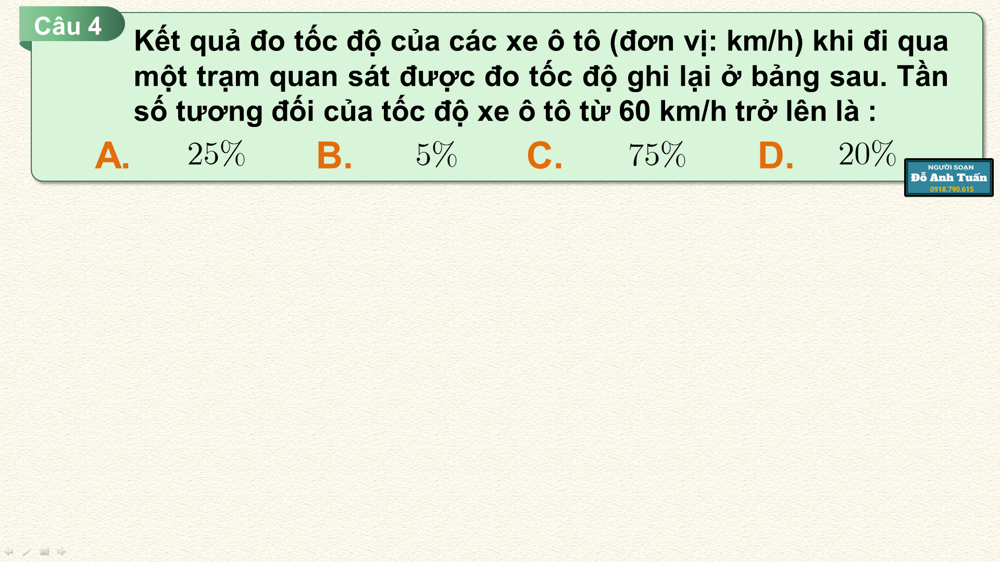 Câu 4
Kết quả đo tốc độ của các xe ô tô (đơn vị: km/h) khi đi qua
một trạm quan sát được đo tốc độ ghi lại ở bảng sau. Tần
số tương đối của tốc độ xe ô tô từ 60 km/h trở lên là :
A. 25% B. 5% C. 75% D. 20%
NGƯỜI SOẠN
Đỗ Anh Tuấn
0918.790.615